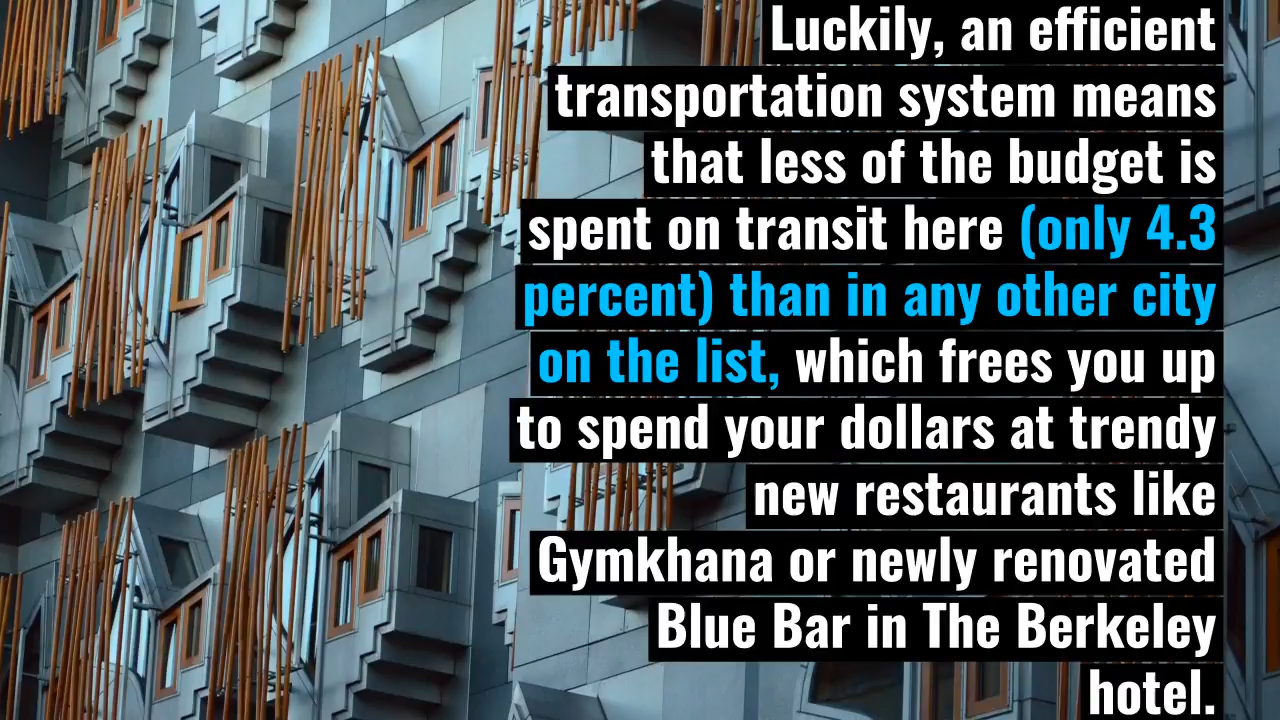 Luckily, an efficient
transportation system means
that less of the budget is
spent on transit here (only 4.3
percent) than in any other city
on the list, which frees you up
to spend your dollars at trendy
new restaurants like
Gymkhana or newly renovated
Blue Bar in The Berkeley
hotel.